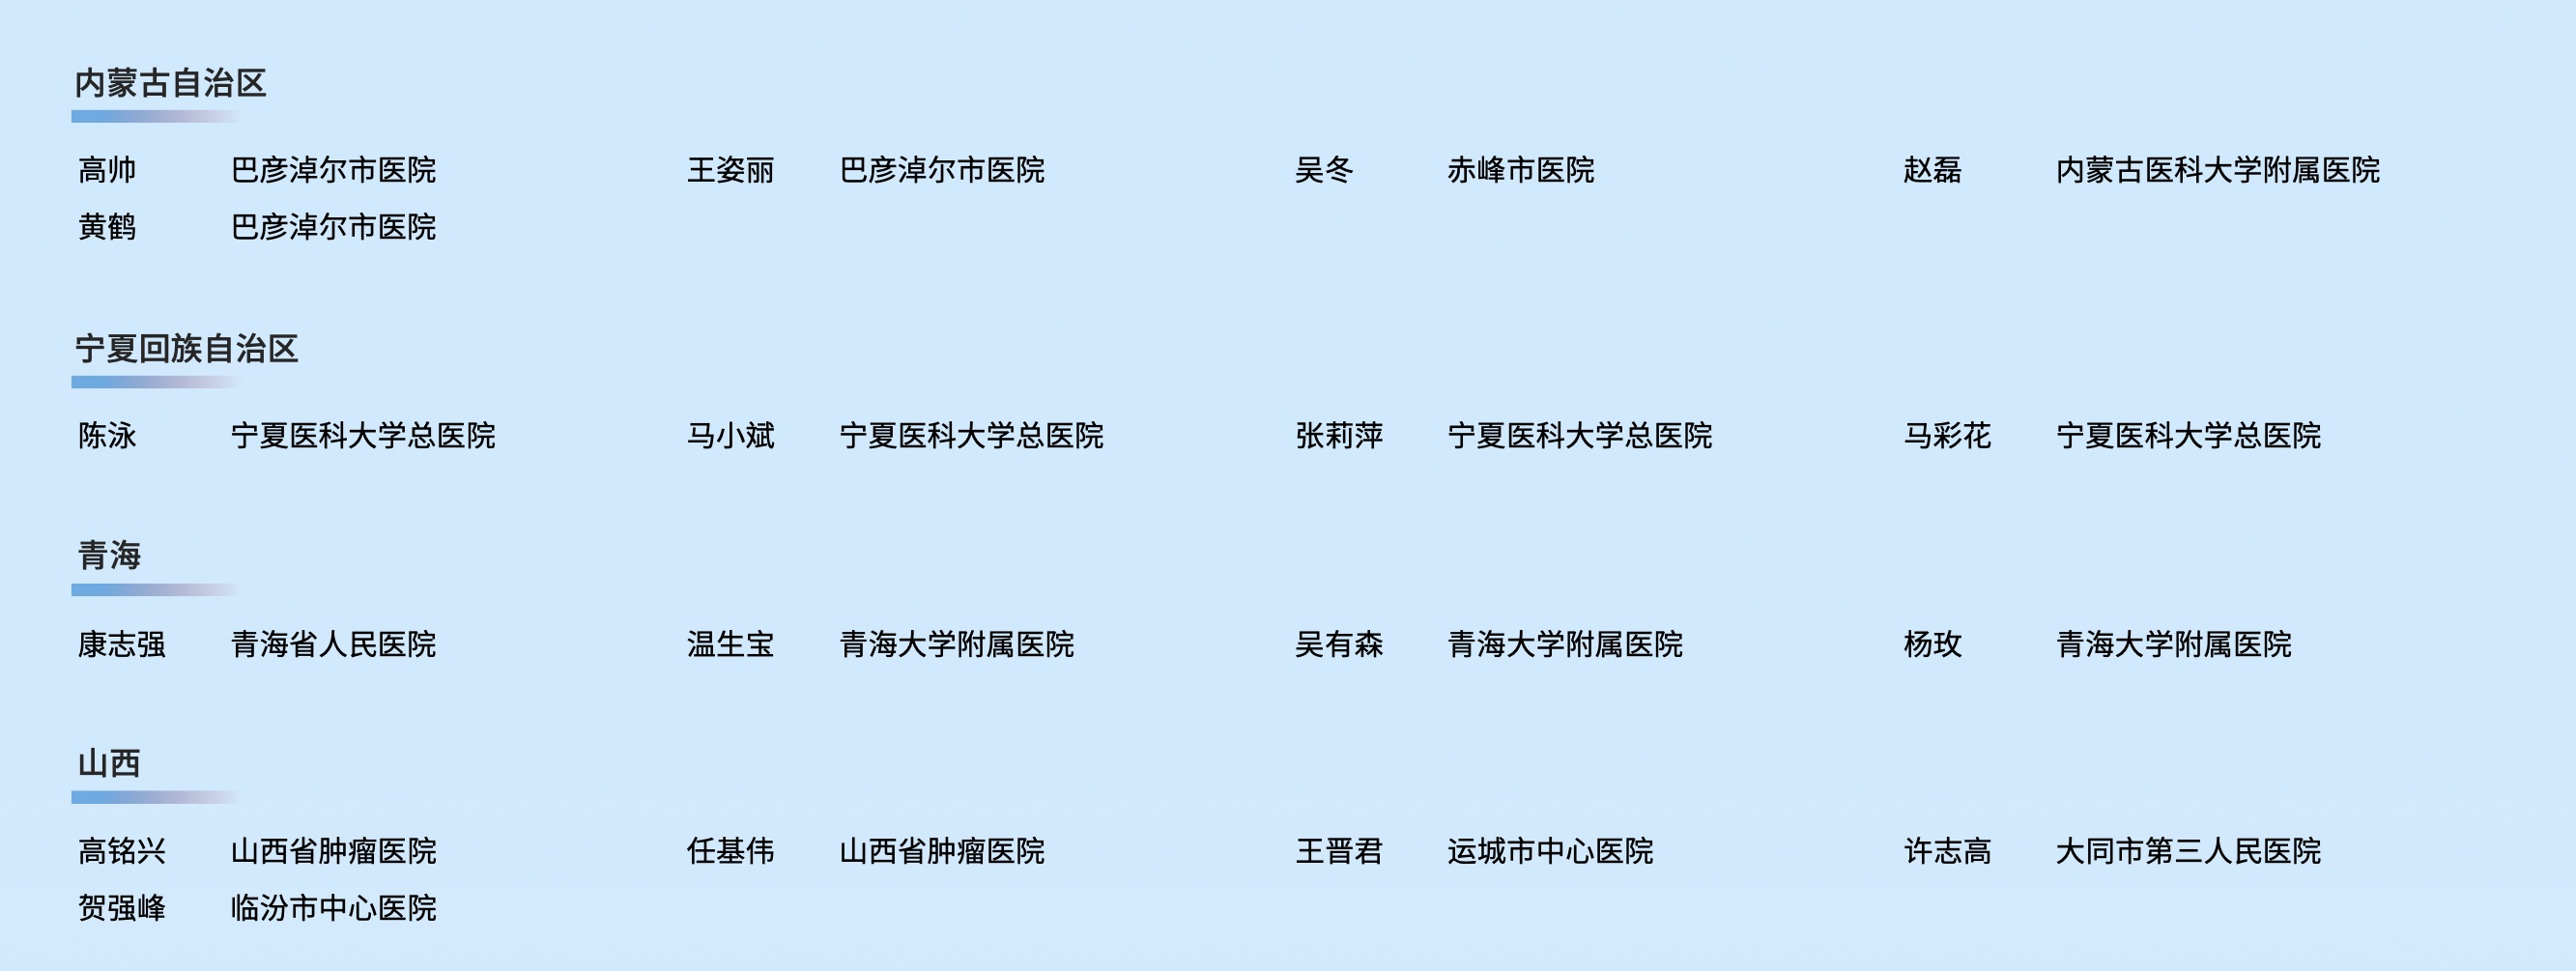 内蒙古自治区
高帅 巴彦淖尔市医院 王姿丽 巴彦淖尔市医院 吴冬 赤峰市医院 赵磊 内蒙古医科大学附属医院
黄鹤 巴彦淖尔市医院
宁夏回族自治区
陈泳 宁夏医科大学总医院 马小斌 宁夏医科大学总医院 张莉萍 宁夏医科大学总医院 马彩花 宁夏医科大学总医院
青海
康志强 青海省人民医院 温生宝 青海大学附属医院 吴有森 青海大学附属医院 杨玫 青海大学附属医院
山西
高铭兴 山西省肿瘤医院 任基伟 山西省肿瘤医院 王晋君 运城市中心医院 许志高 大同市第三人民医院
贺强峰 临汾市中心医院